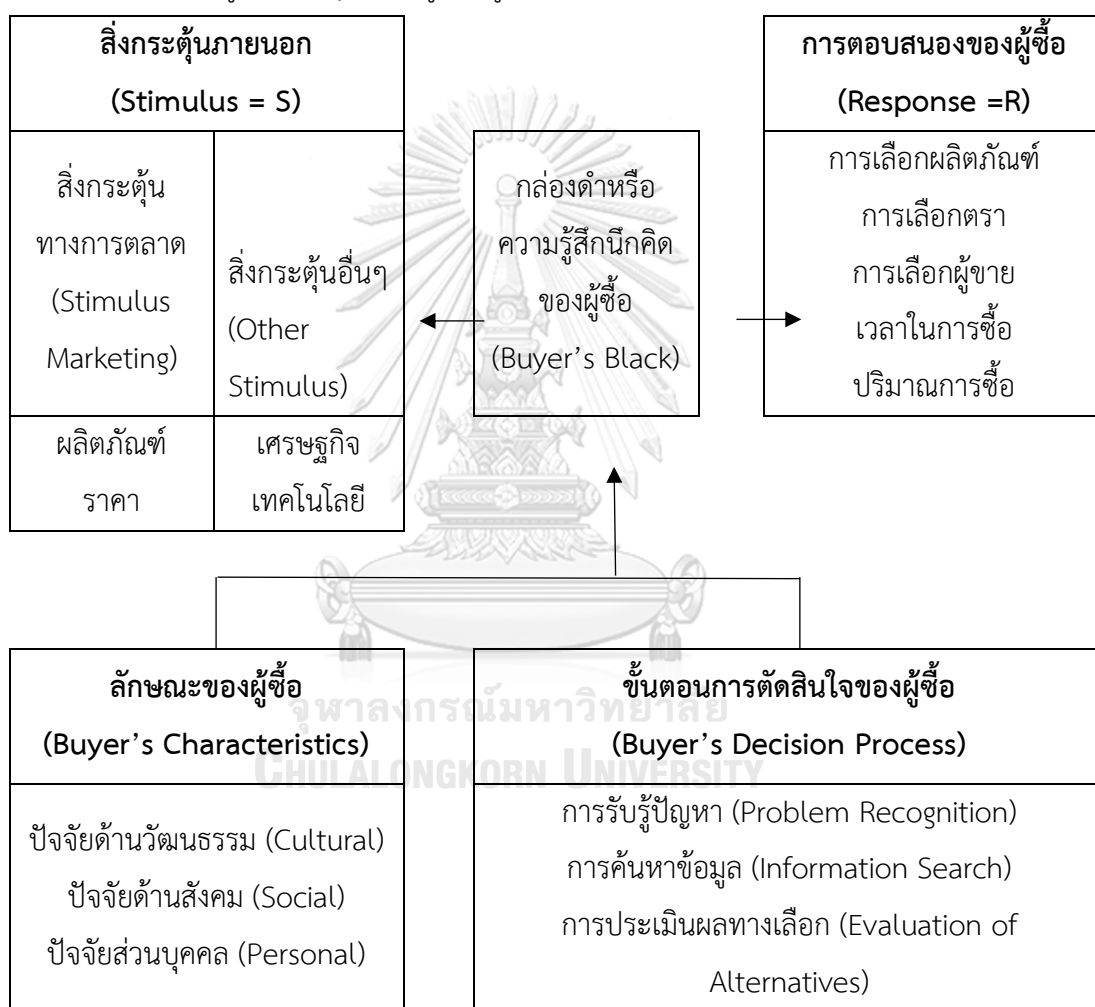 สิ่งกระตุ้นภายนอก
(Stimulus = S)
สิ่งกระตุ้น
ทางการตลาด
(Stimulus
Marketing)
สิ่งกระตุ้นอื่นๆ
(Other
Stimulus)
ผลิตภัณฑ์
ราคา
เศรษฐกิจ
เทคโนโลยี
กล่องดำหรือ
ความรู้สึกนึกคิด
ของผู้ซื้อ
(Buyer’s Black)
การตอบสนองของผู้ซื้อ
(Response =R)
การเลือกผลิตภัณฑ์
การเลือกตรา
การเลือกผู้ขาย
เวลาในการซื้อ
ปริมาณการซื้อ
ลักษณะของผู้ซื้อ
(Buyer’s Characteristics)
ปัจจัยด้านวัฒนธรรม (Cultural)
ปัจจัยด้านสังคม (Social)
ปัจจัยส่วนบุคคล (Personal)
ขั้นตอนการตัดสินใจของผู้ซื้อ
(Buyer’s Decision Process)
การรับรู้ปัญหา (Problem Recognition)
การค้นหาข้อมูล (Information Search)
การประเมินผลทางเลือก (Evaluation of
Alternatives)
จุฬาลงกรณ์มหาวิทยาลัย
CHULALONGKORN UNIVERSITY